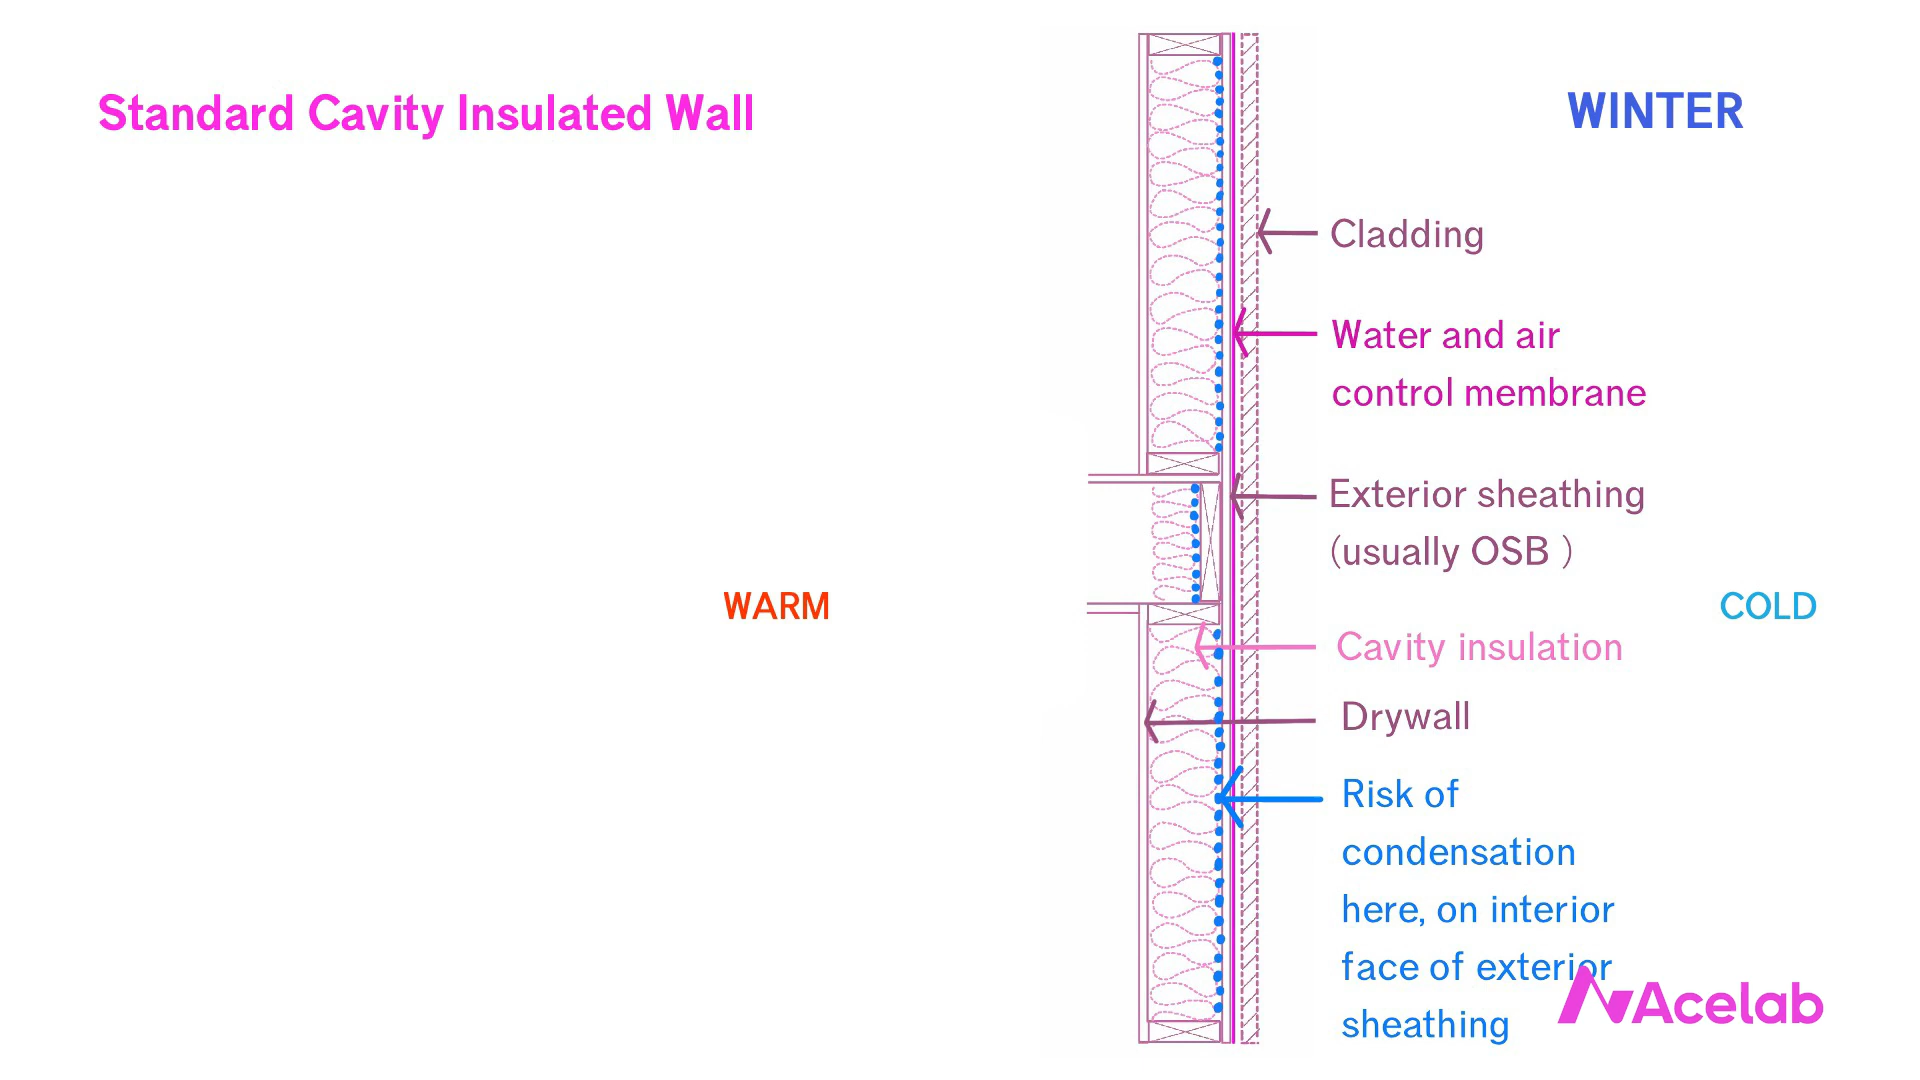 Standard Cavity Insulated Wall
WINTER
Cladding
Water and air
control membrane
Exterior sheathing
(usually OSB )
WARM
COLD
Cavity insulation
Drywall
Risk of
condensation
here, on interior
face of exterior
sheathing
Acelab